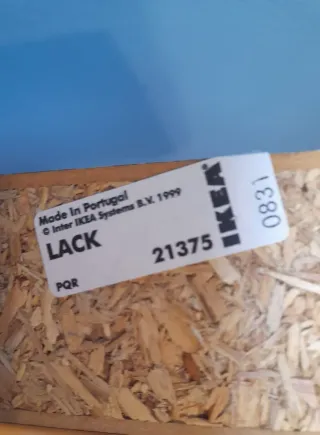 Made In Portugal
© Inter IKEA Systems B.V. 1999
LACK
21375
PQR
IKEA
0831